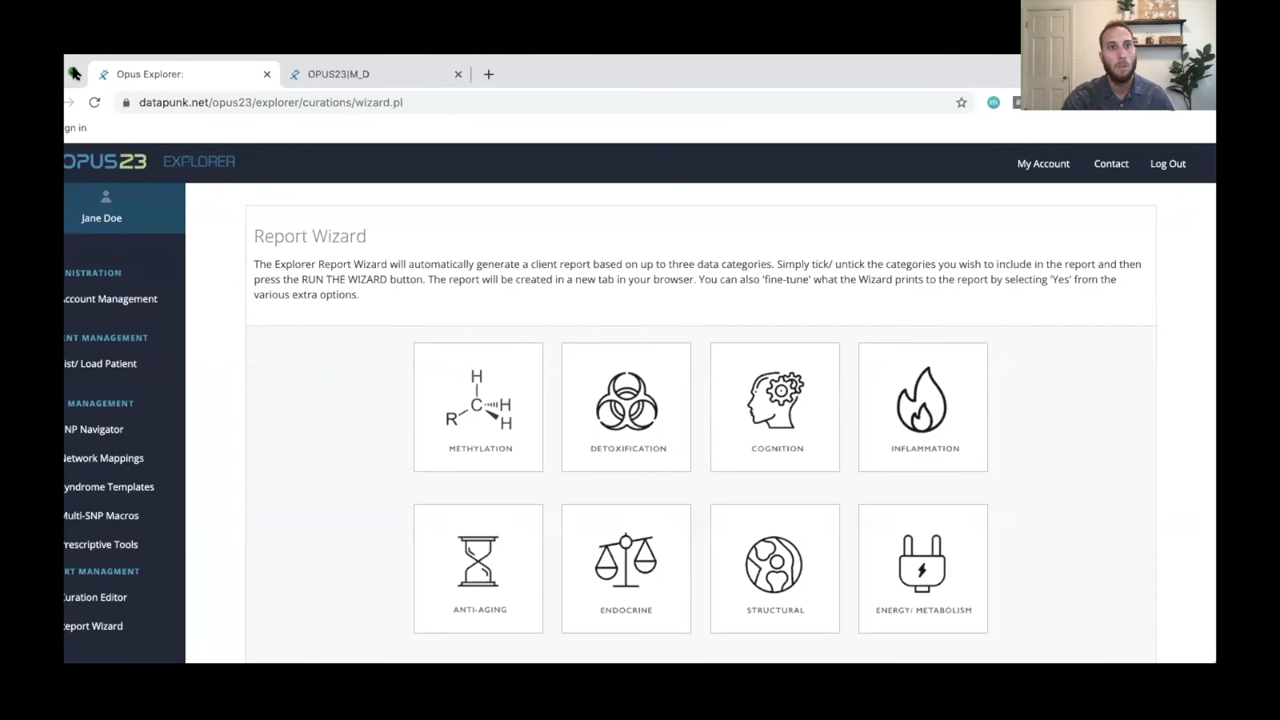 Opus Explorer:
OPUS23|M_D
datapunk.net/opus23/explorer/curations/wizard.pl
gn in
OPUS23 EXPLORER
My Account Contact Log Out
Jane Doe
NISTRATION
ccount Management
ENT MANAGEMENT
ist/ Load Patient
MANAGEMENT
NP Navigator
Network Mappings
yndrome Templates
Multi-SNP Macros
rescriptive Tools
RT MANAGMENT
Curation Editor
Report Wizard
Report Wizard
The Explorer Report Wizard will automatically generate a client report based on up to three data categories. Simply tick/ untick the categories you wish to include in the report and then
press the RUN THE WIZARD button. The report will be created in a new tab in your browser. You can also 'fine-tune' what the Wizard prints to the report by selecting 'Yes' from the
various extra options.
H
R C H
H
METHYLATION
DETOXIFICATION
COGNITION
INFLAMMATION
ANTI-AGING
ENDOCRINE
STRUCTURAL
ENERGY/ METABOLISM